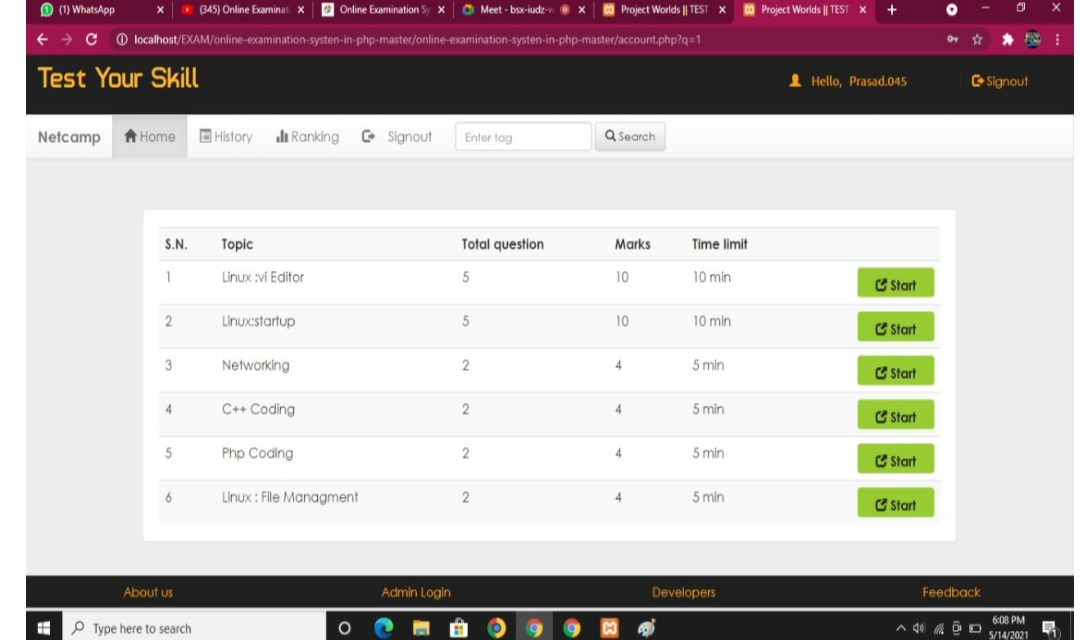 (1) WhatsApp
(345) Online Examinat
Online Examination Sy
Meet - bsx-iudz-
Project Worlds || TEST
Project Worlds || TEST
localhost/EXAM/online-examination-systen-in-php-master/online-examination-systen-in-php-master/account.php?q=1
Test Your Skill
Hello, Prasad.045
Signout
Netcamp Home History Ranking Signout Enter tag Search
S.N. Topic Total question Marks Time limit
1 Linux :vi Editor 5 10 10 min Start
2 Linux:startup 5 10 10 min Start
3 Networking 2 4 5 min Start
4 C++ Coding 2 4 5 min Start
5 Php Coding 2 4 5 min Start
6 Linux : File Managment 2 4 5 min Start
About us Admin Login Developers Feedback
Type here to search
6:08 PM
5/14/2021